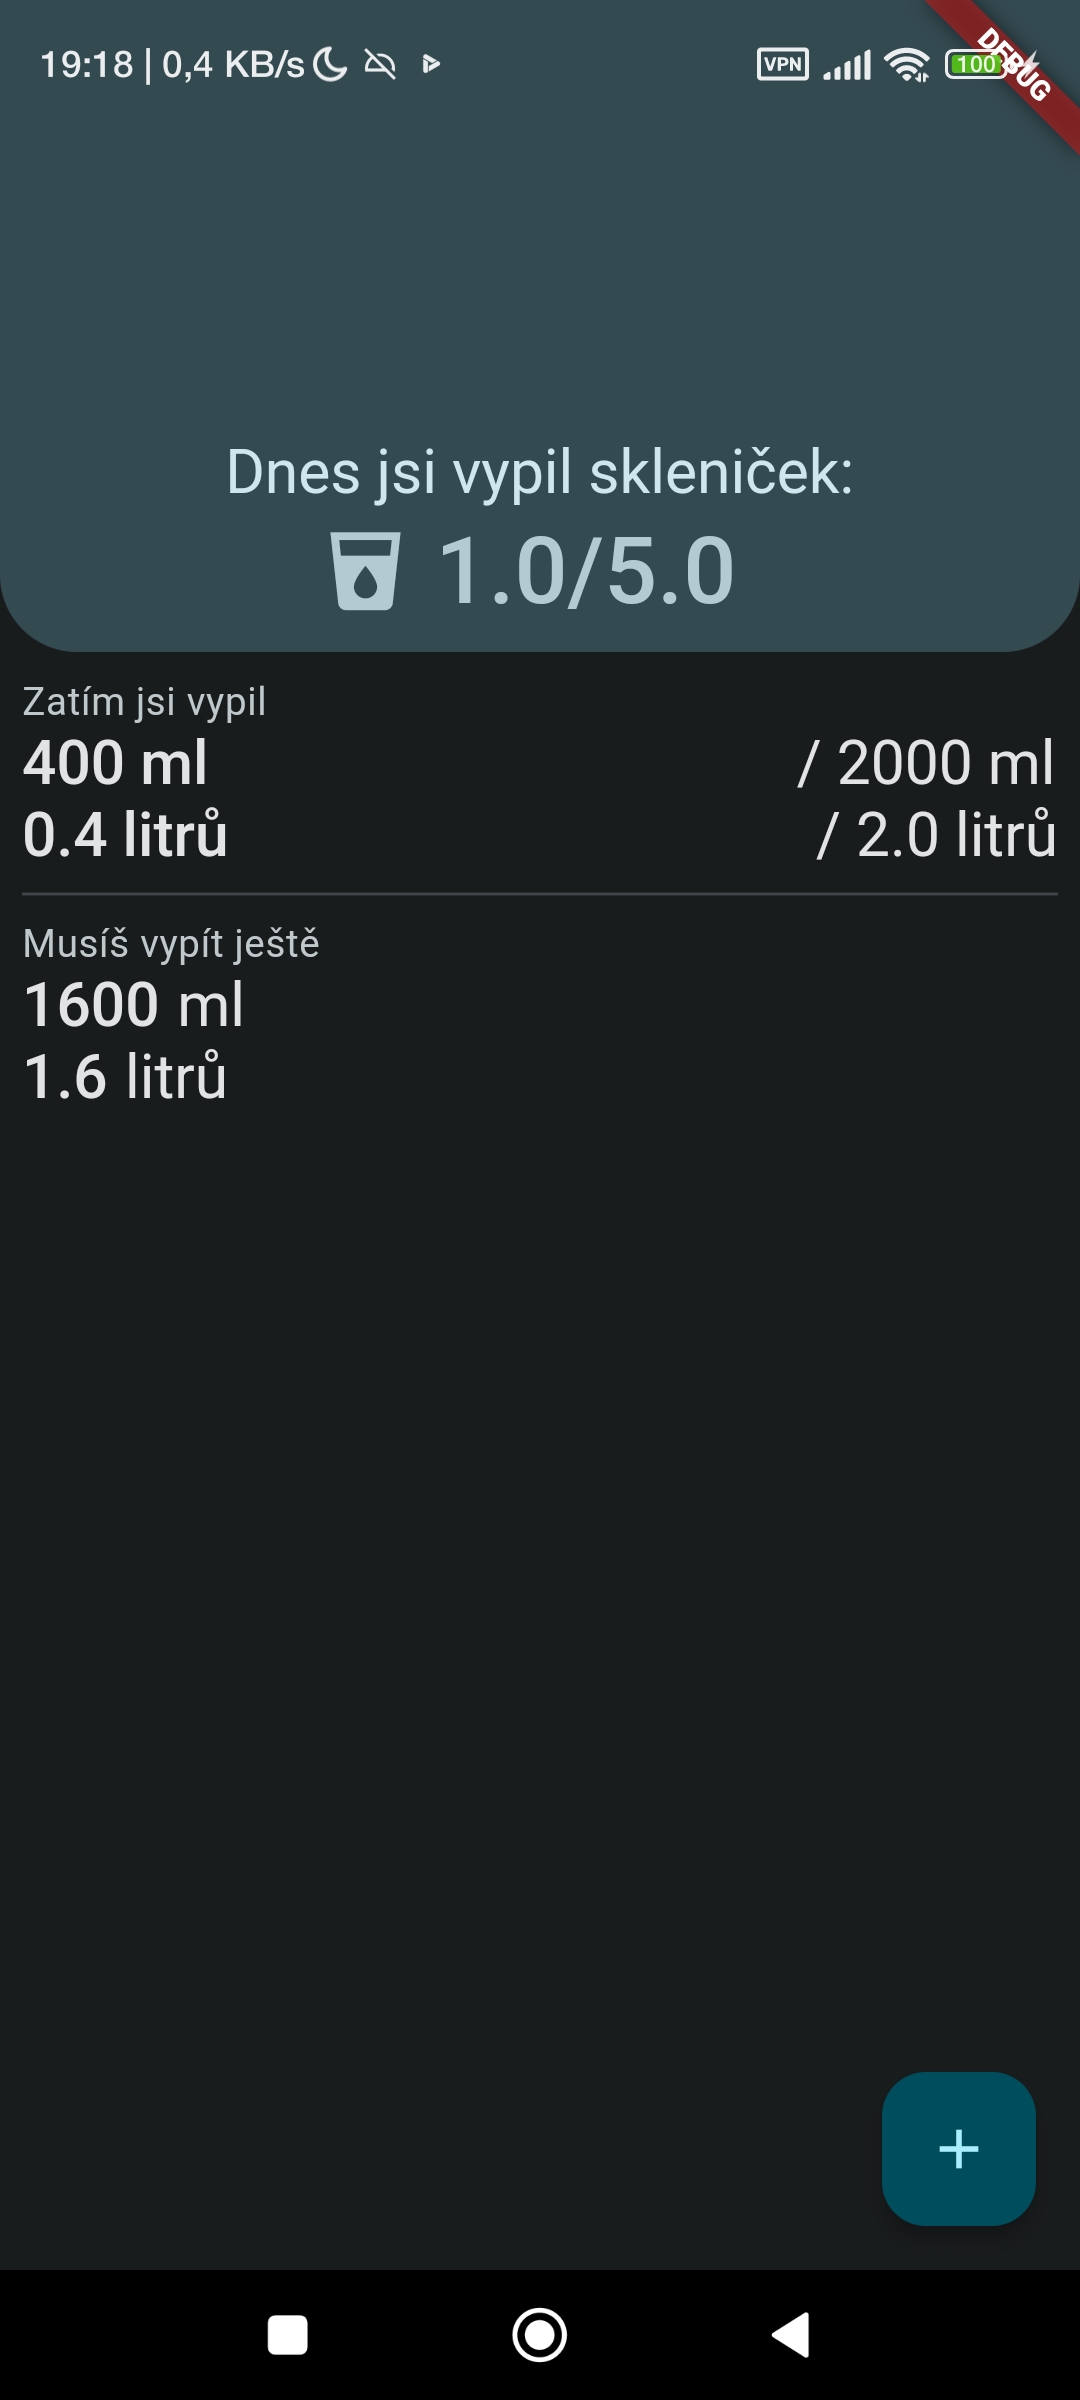 19:18 | 0,4 KB/s VPN 100
DEBUG
Dnes jsi vypil skleniček:
1.0/5.0
Zatím jsi vypil
400 ml / 2000 ml
0.4 litrů / 2.0 litrů
Musíš vypít ještě
1600 ml
1.6 litrů
+